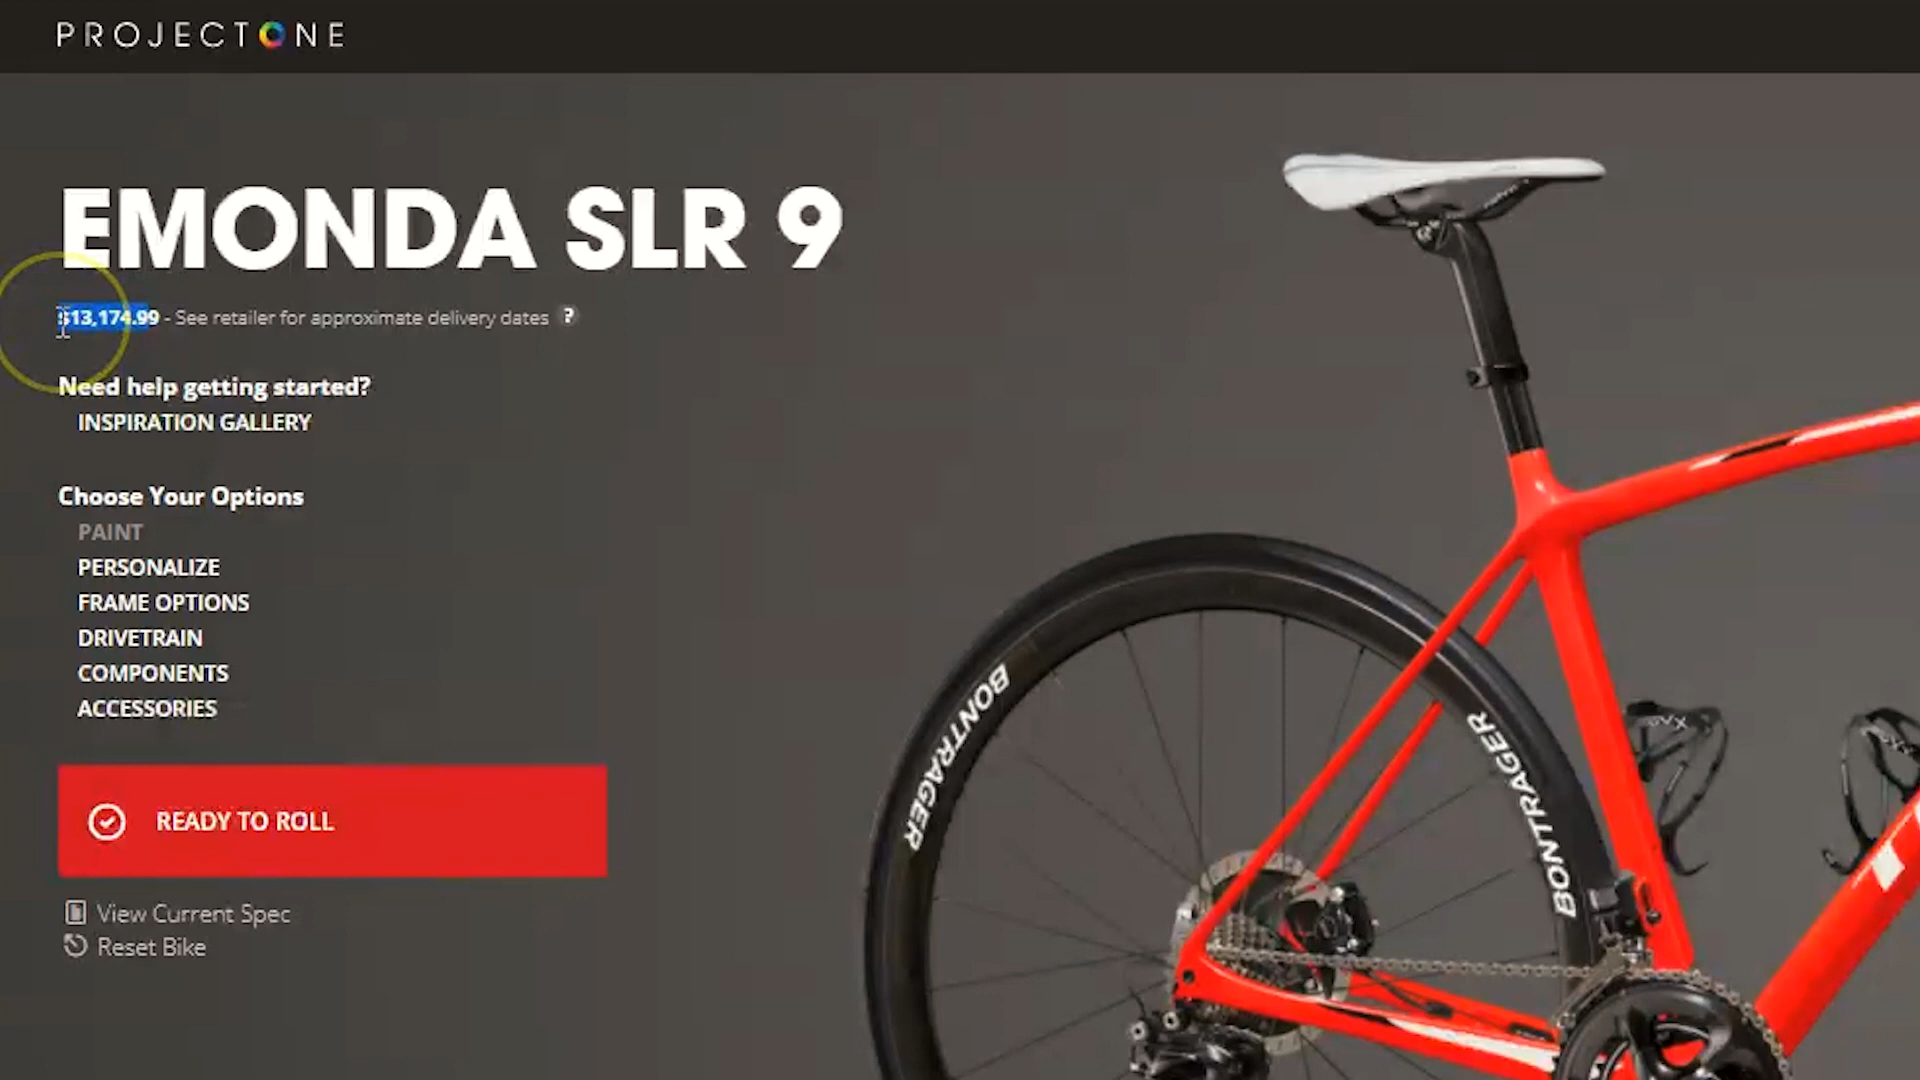 PROJECTONE
EMONDA SLR 9
$13,174.99 - See retailer for approximate delivery dates ?
Need help getting started?
INSPIRATION GALLERY
Choose Your Options
PAINT
PERSONALIZE
FRAME OPTIONS
DRIVETRAIN
COMPONENTS
ACCESSORIES
READY TO ROLL
View Current Spec
Reset Bike
BONTRAGER
BONTRAGER